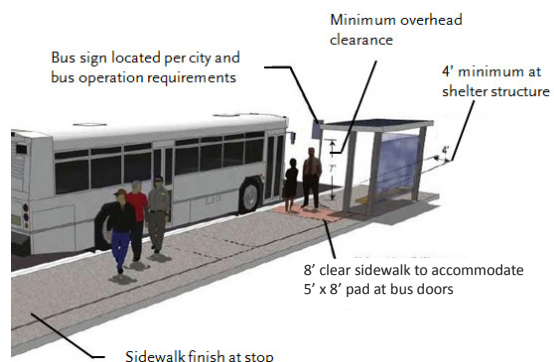 Minimum overhead
clearance
Bus sign located per city and
bus operation requirements
4' minimum at
shelter structure
4'
7'
8' clear sidewalk to accommodate
5' x 8' pad at bus doors
Sidewalk finish at stop